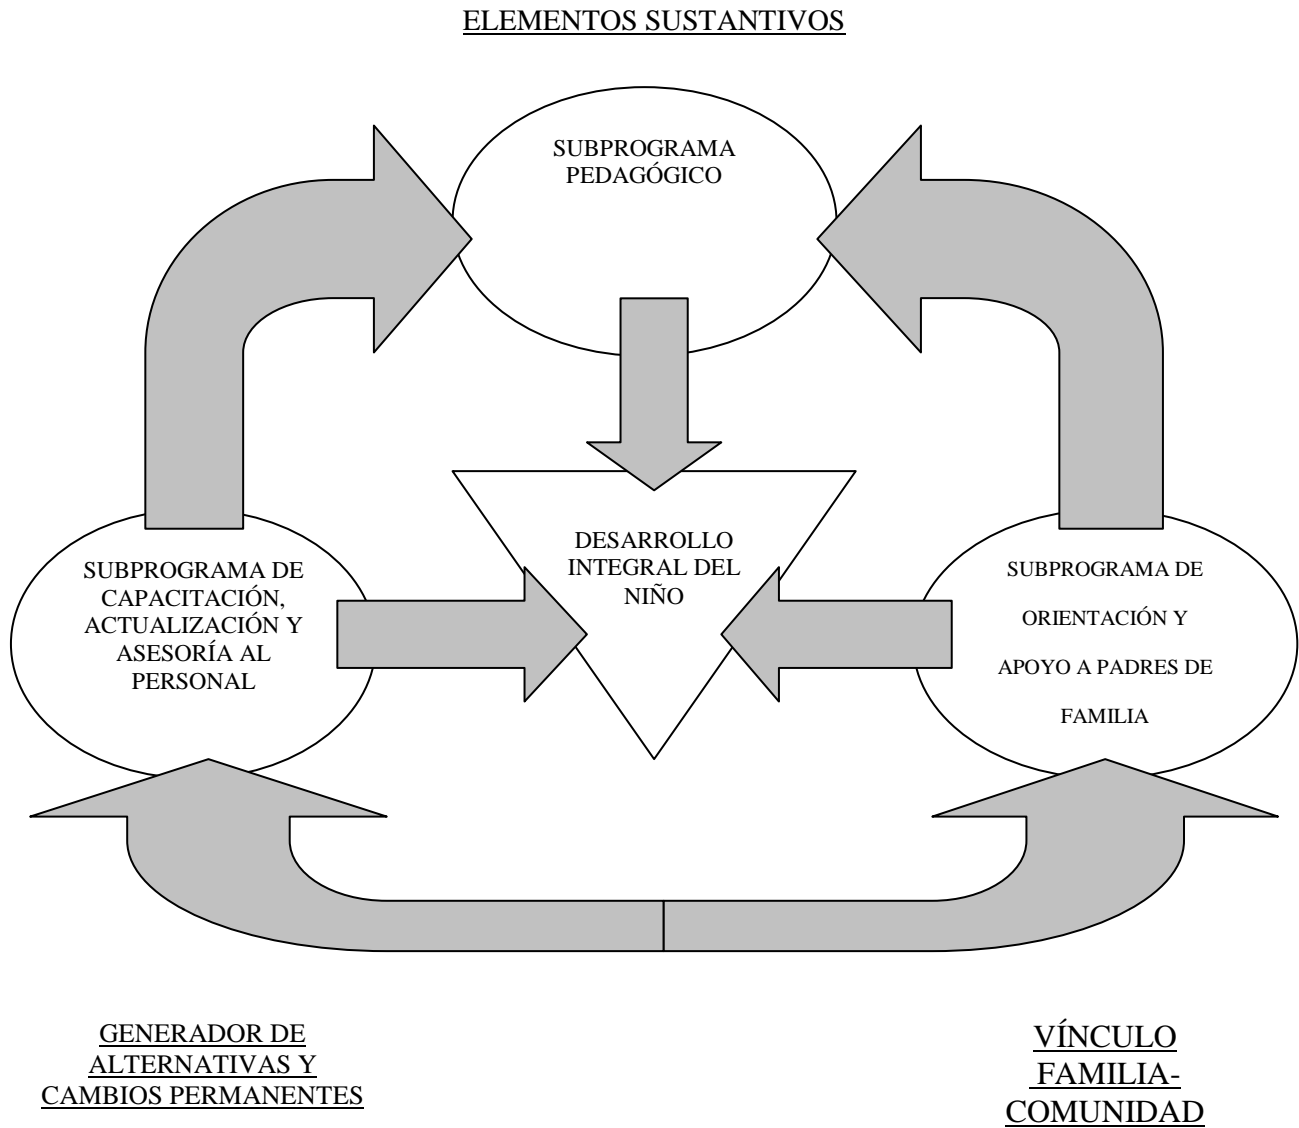 ELEMENTOS SUSTANTIVOS
SUBPROGRAMA
PEDAGÓGICO
DESARROLLO
INTEGRAL DEL
NIÑO
SUBPROGRAMA DE
CAPACITACIÓN,
ACTUALIZACIÓN Y
ASESORÍA AL
PERSONAL
SUBPROGRAMA DE
ORIENTACIÓN Y
APOYO A PADRES DE
FAMILIA
GENERADOR DE
ALTERNATIVAS Y
CAMBIOS PERMANENTES
VÍNCULO
FAMILIA-
COMUNIDAD